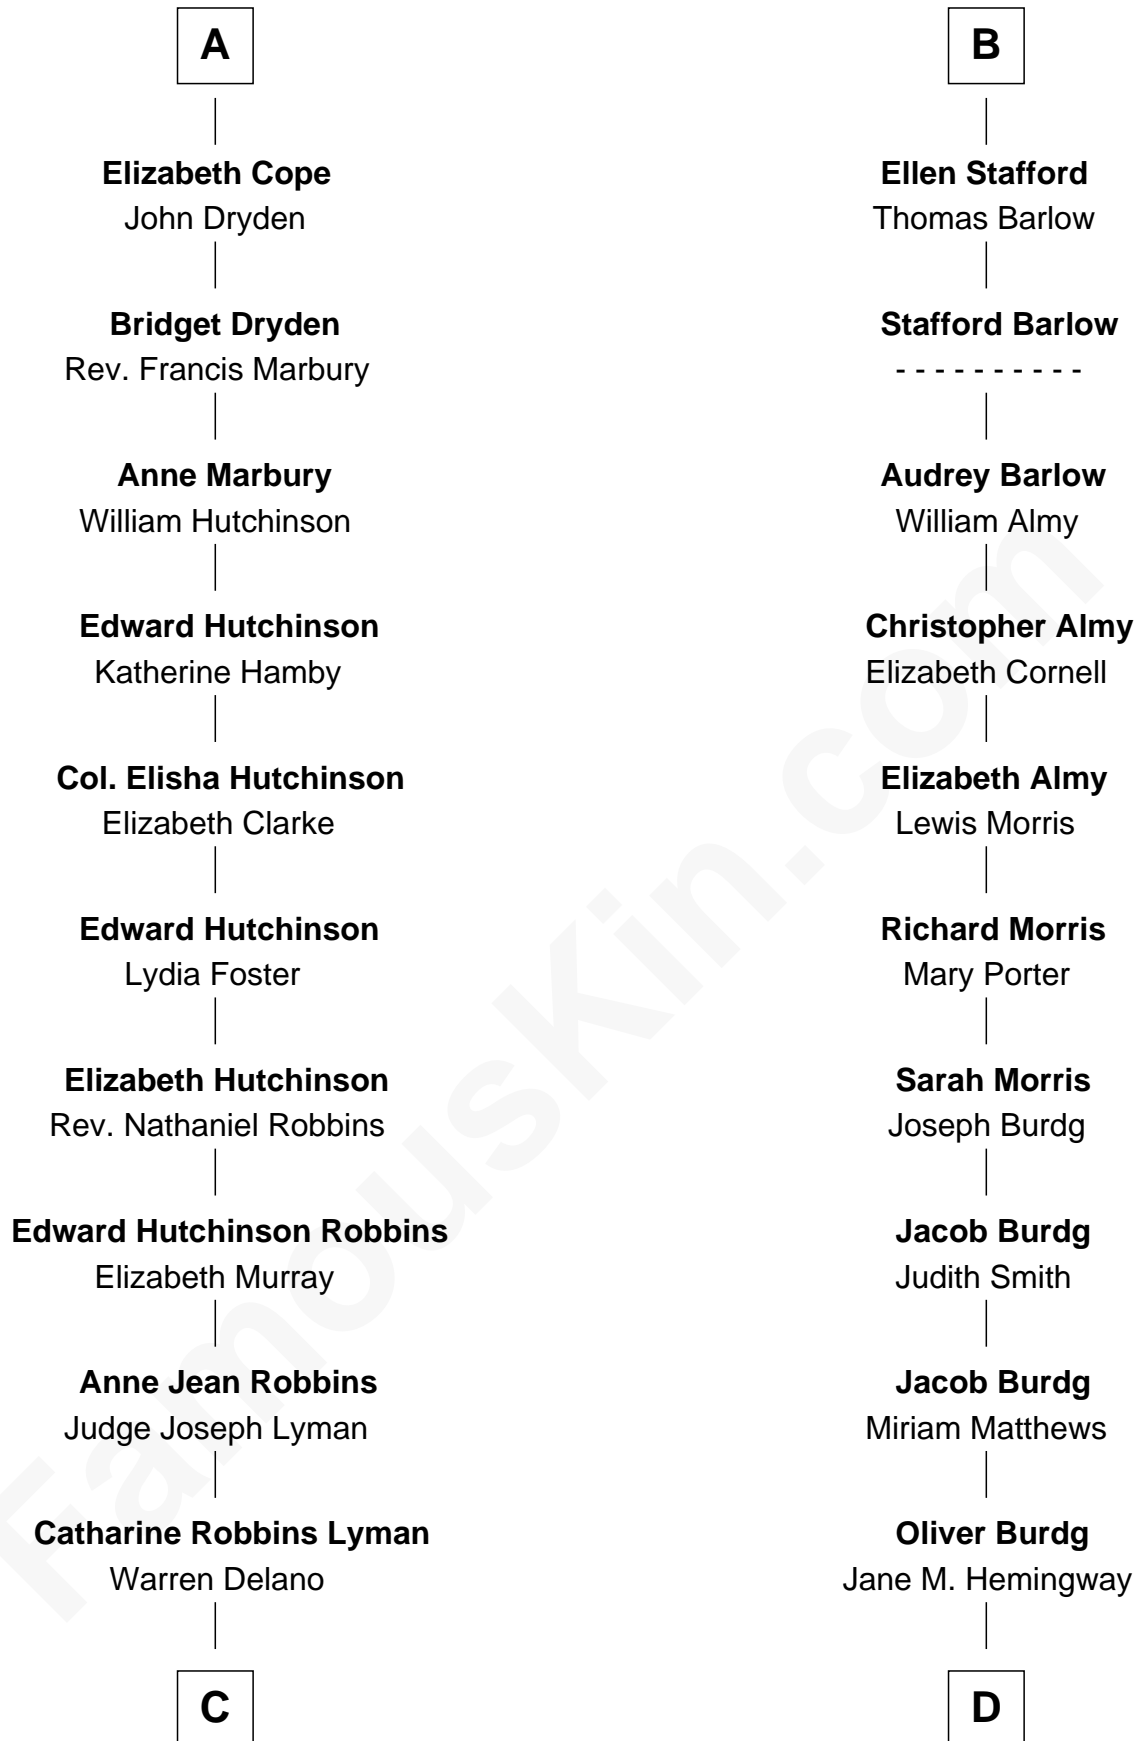 A
Elizabeth Cope
John Dryden
Bridget Dryden
Rev. Francis Marbury
Anne Marbury
William Hutchinson
Edward Hutchinson
Katherine Hamby
Col. Elisha Hutchinson
Elizabeth Clarke
Edward Hutchinson
Lydia Foster
Elizabeth Hutchinson
Rev. Nathaniel Robbins
Edward Hutchinson Robbins
Elizabeth Murray
Anne Jean Robbins
Judge Joseph Lyman
Catharine Robbins Lyman
Warren Delano
C
B
Ellen Stafford
Thomas Barlow
Stafford Barlow
- - - - - - - - - -
Audrey Barlow
William Almy
Christopher Almy
Elizabeth Cornell
Elizabeth Almy
Lewis Morris
Richard Morris
Mary Porter
Sarah Morris
Joseph Burdg
Jacob Burdg
Judith Smith
Jacob Burdg
Miriam Matthews
Oliver Burdg
Jane M. Hemingway
D
FamousKin.com